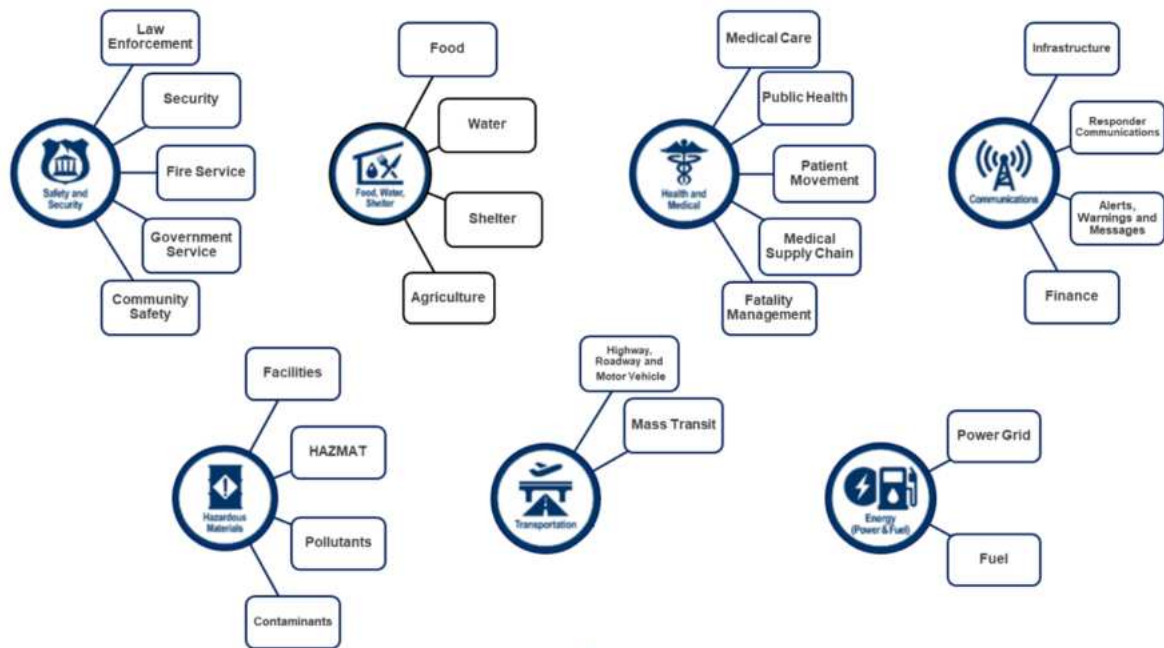 Law
Enforcement
Security
Fire Service
Government
Service
Community
Safety
Safety and
Security
Food
Water
Shelter
Agriculture
Food, Water,
Shelter
Medical Care
Public Health
Patient
Movement
Medical
Supply Chain
Fatality
Management
Health and
Medical
Infrastructure
Responder
Communications
Alerts,
Warnings and
Messages
Finance
Communications
Facilities
HAZMAT
Pollutants
Contaminants
Hazardous
Materials
Highway,
Roadway and
Motor Vehicle
Mass Transit
Transportation
Power Grid
Fuel
Energy
(Power & Fuel)